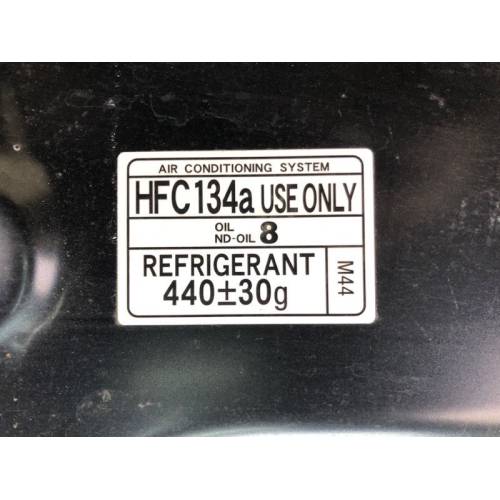 AIR CONDITIONING SYSTEM
HFC134a USE ONLY
OIL
ND-OIL 8
REFRIGERANT
440±30g
M44